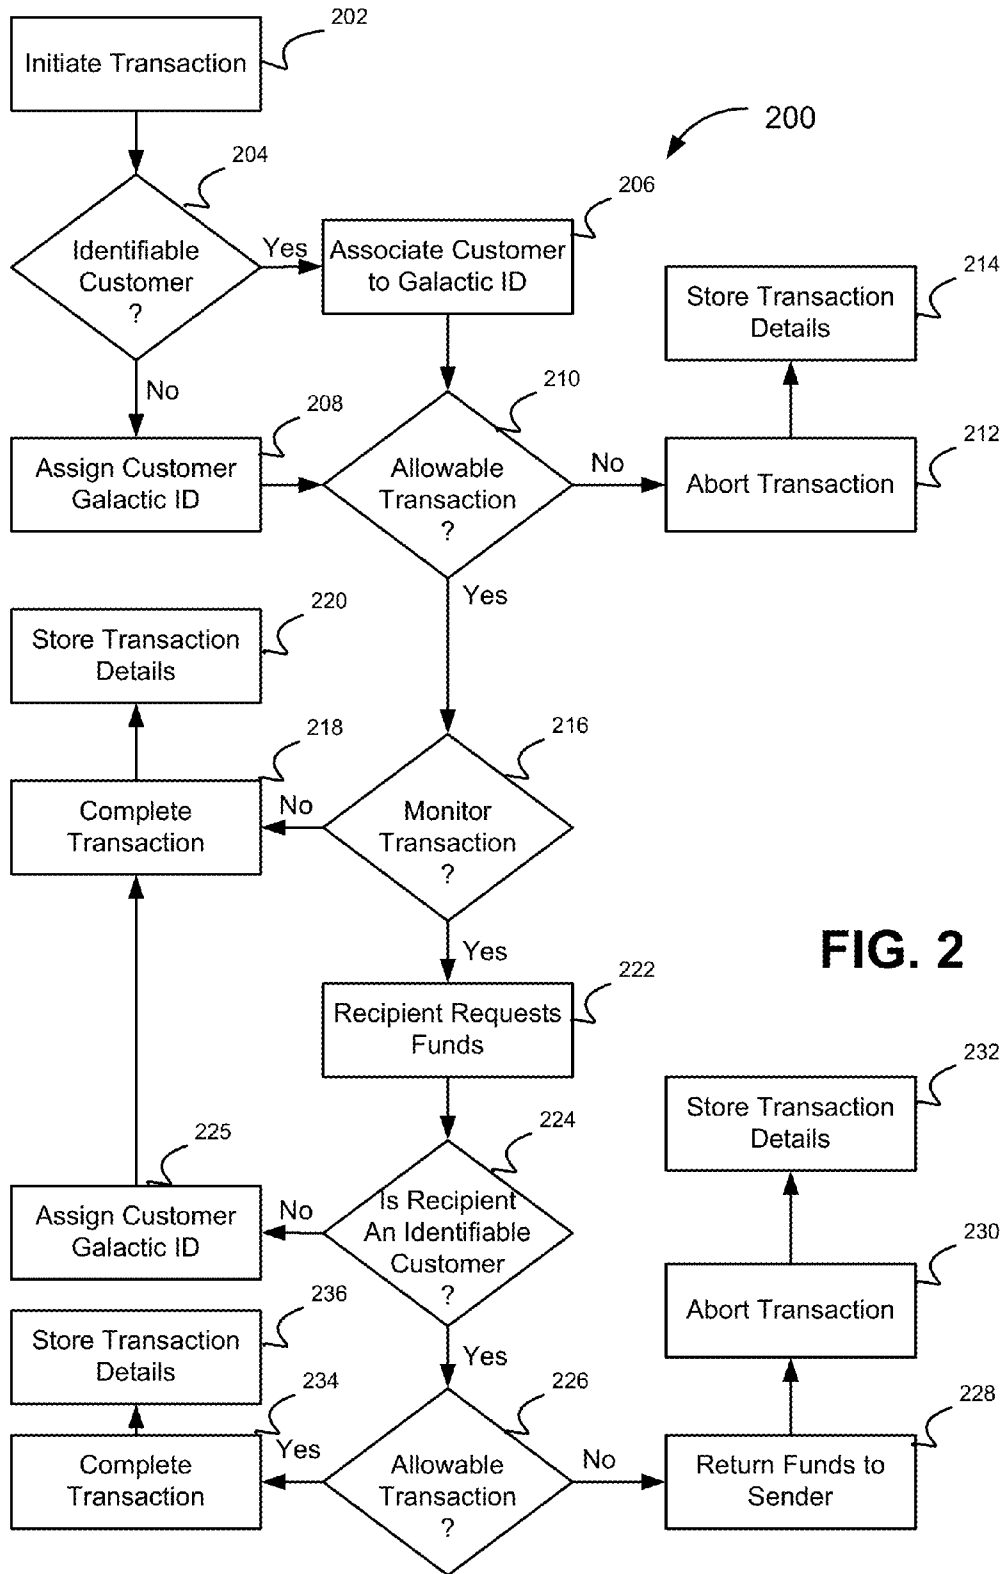 202
Initiate Transaction
200
204
206
Identifiable
Customer
?
Yes
Associate Customer
to Galactic ID
214
Store Transaction
Details
No
210
208
212
Assign Customer
Galactic ID
Allowable
Transaction
?
No
Abort Transaction
Yes
220
Store Transaction
Details
218
216
Complete
Transaction
No
Monitor
Transaction
?
FIG. 2
Yes
222
Recipient Requests
Funds
232
Store Transaction
Details
225
224
Assign Customer
Galactic ID
No
Is Recipient
An Identifiable
Customer
?
230
Abort Transaction
236
Store Transaction
Details
Yes
234
226
228
Complete
Transaction
Yes
Allowable
Transaction
?
No
Return Funds to
Sender